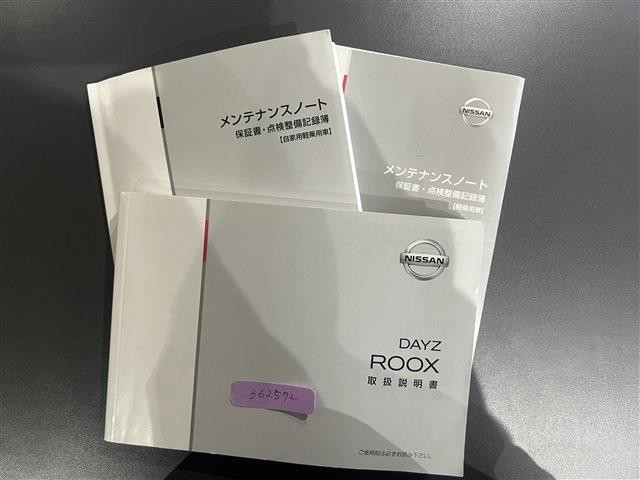 メンテナンスノート
保証書・点検整備記録簿
【自家用軽乗用車】
NISSAN
メンテナンスノート
保証書・点検整備記録簿
【軽乗用車】
NISSAN
DAYZ
ROOX
取扱説明書
36257L
ご使用前は必ずお読み下さい。